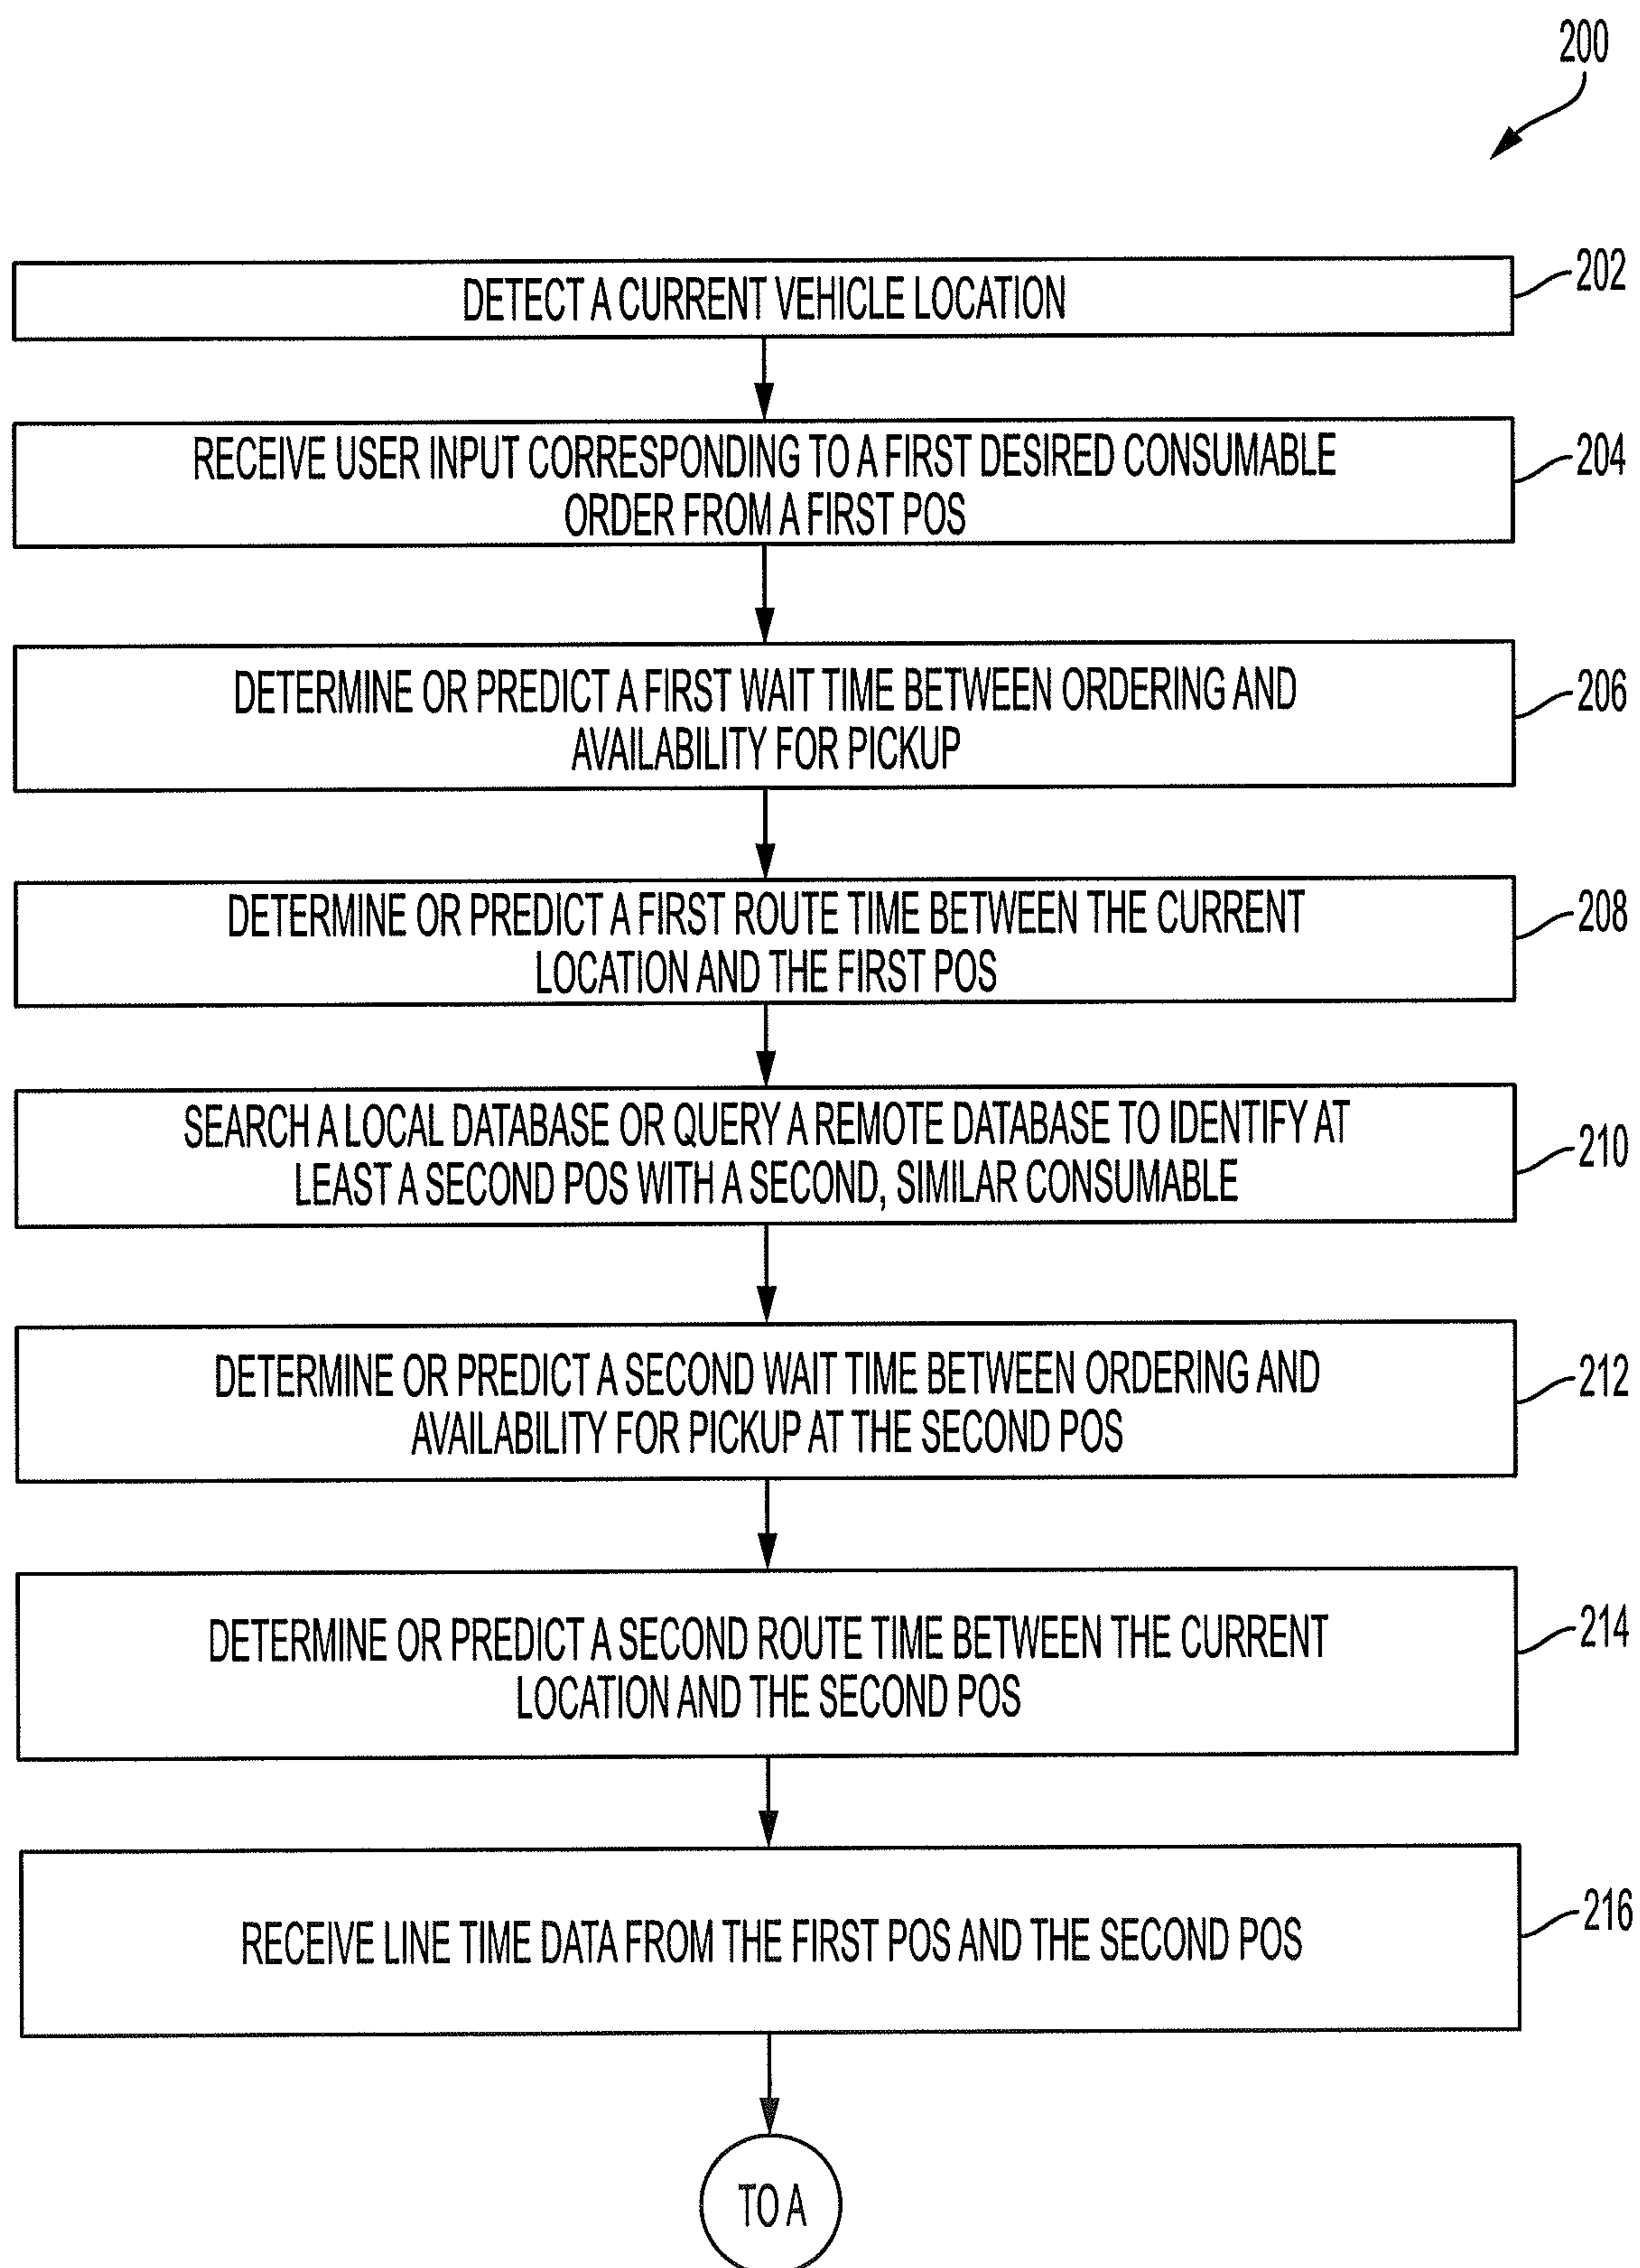 200
DETECT A CURRENT VEHICLE LOCATION
202
RECEIVE USER INPUT CORRESPONDING TO A FIRST DESIRED CONSUMABLE
ORDER FROM A FIRST POS
204
DETERMINE OR PREDICT A FIRST WAIT TIME BETWEEN ORDERING AND
AVAILABILITY FOR PICKUP
206
DETERMINE OR PREDICT A FIRST ROUTE TIME BETWEEN THE CURRENT
LOCATION AND THE FIRST POS
208
SEARCH A LOCAL DATABASE OR QUERY A REMOTE DATABASE TO IDENTIFY AT
LEAST A SECOND POS WITH A SECOND, SIMILAR CONSUMABLE
210
DETERMINE OR PREDICT A SECOND WAIT TIME BETWEEN ORDERING AND
AVAILABILITY FOR PICKUP AT THE SECOND POS
212
DETERMINE OR PREDICT A SECOND ROUTE TIME BETWEEN THE CURRENT
LOCATION AND THE SECOND POS
214
RECEIVE LINE TIME DATA FROM THE FIRST POS AND THE SECOND POS
216
TO A